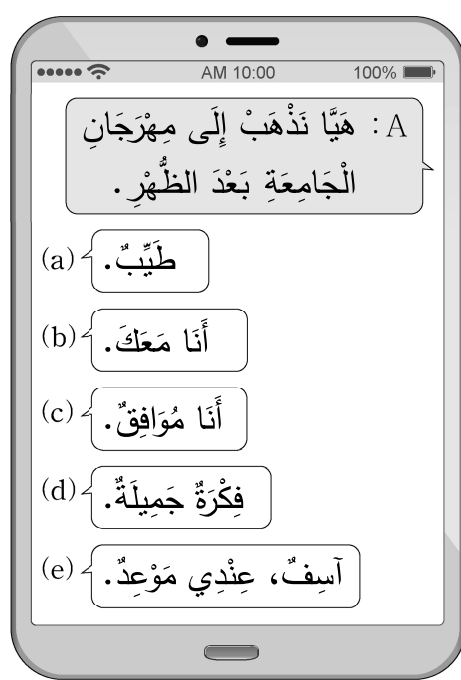 AM 10:00 100%
A : هَيَّا نَذْهَبْ إِلَى مِهْرَجَانِ
الْجَامِعَةِ بَعْدَ الظُّهْرِ.
(a) طَيِّبٌ.
(b) أَنَا مَعَكَ.
(c) أَنَا مُوَافِقٌ.
(d) فِكْرَةٌ جَمِيلَةٌ.
(e) آسِفٌ، عِنْدِي مَوْعِدٌ.